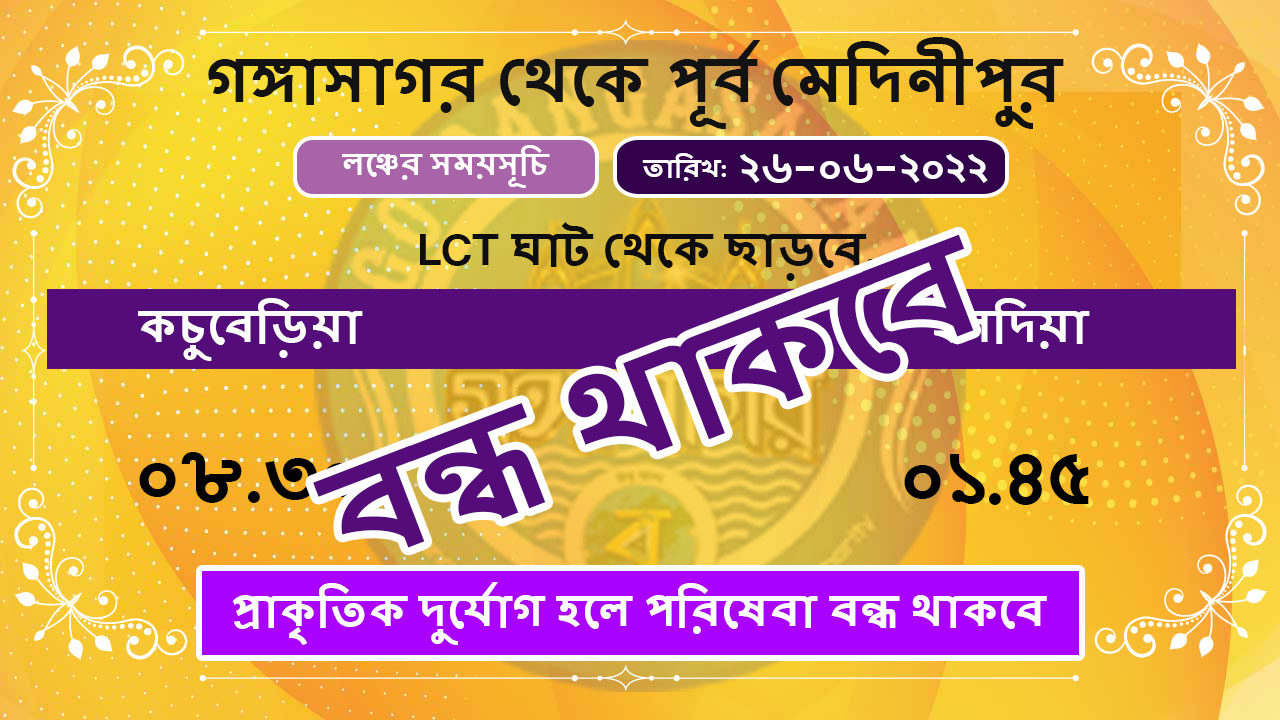 গঙ্গাসাগর থেকে পূর্ব মেদিনীপুর
লঞ্চের সময়সূচি
তারিখ: ২৬-০৬-২০২২
LCT ঘাট থেকে ছাড়বে
কচুবেড়িয়া
বন্ধ থাকবে
০১.৪৫
প্রাকৃতিক দুর্যোগ হলে পরিষেবা বন্ধ থাকবে